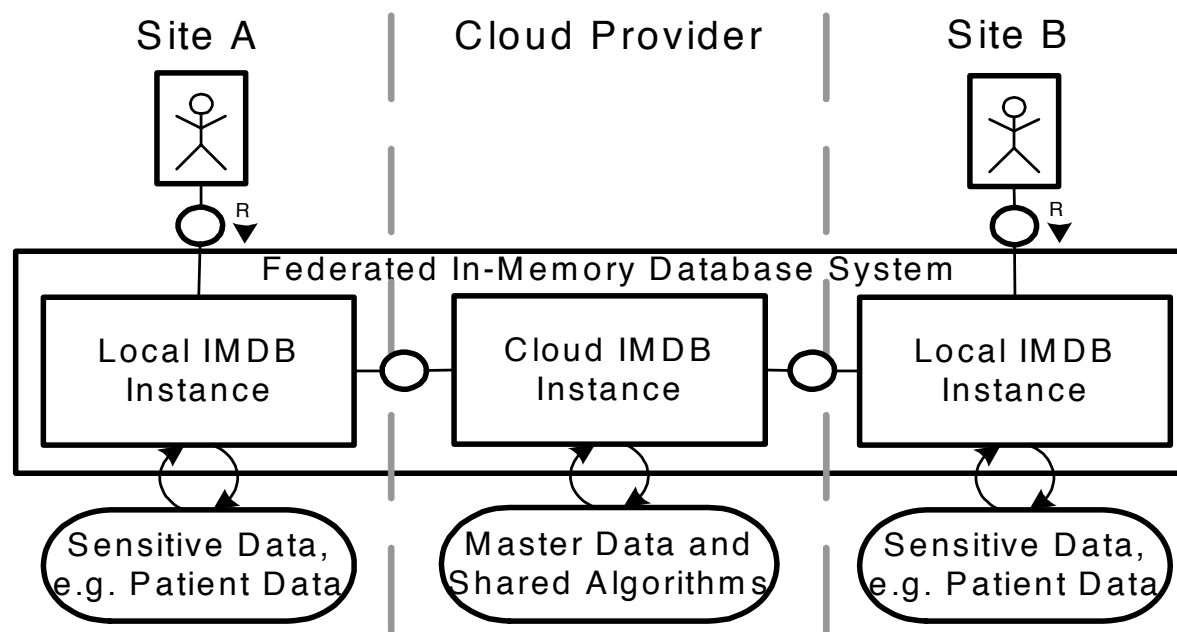 Site A
Cloud Provider
Site B
R
R
Federated In-Memory Database System
Local IMDB
Instance
Cloud IMDB
Instance
Local IMDB
Instance
Sensitive Data,
e.g. Patient Data
Master Data and
Shared Algorithms
Sensitive Data,
e.g. Patient Data